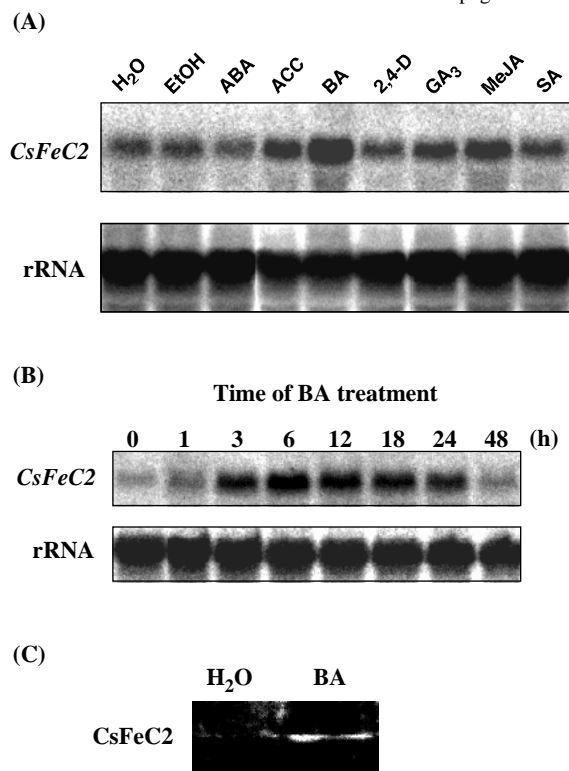 (A)
H₂O EtOH ABA ACC BA 2,4-D GA₃ MeJA SA
CsFeC2
rRNA
(B)
Time of BA treatment
0 1 3 6 12 18 24 48 (h)
CsFeC2
rRNA
(C)
H₂O BA
CsFeC2